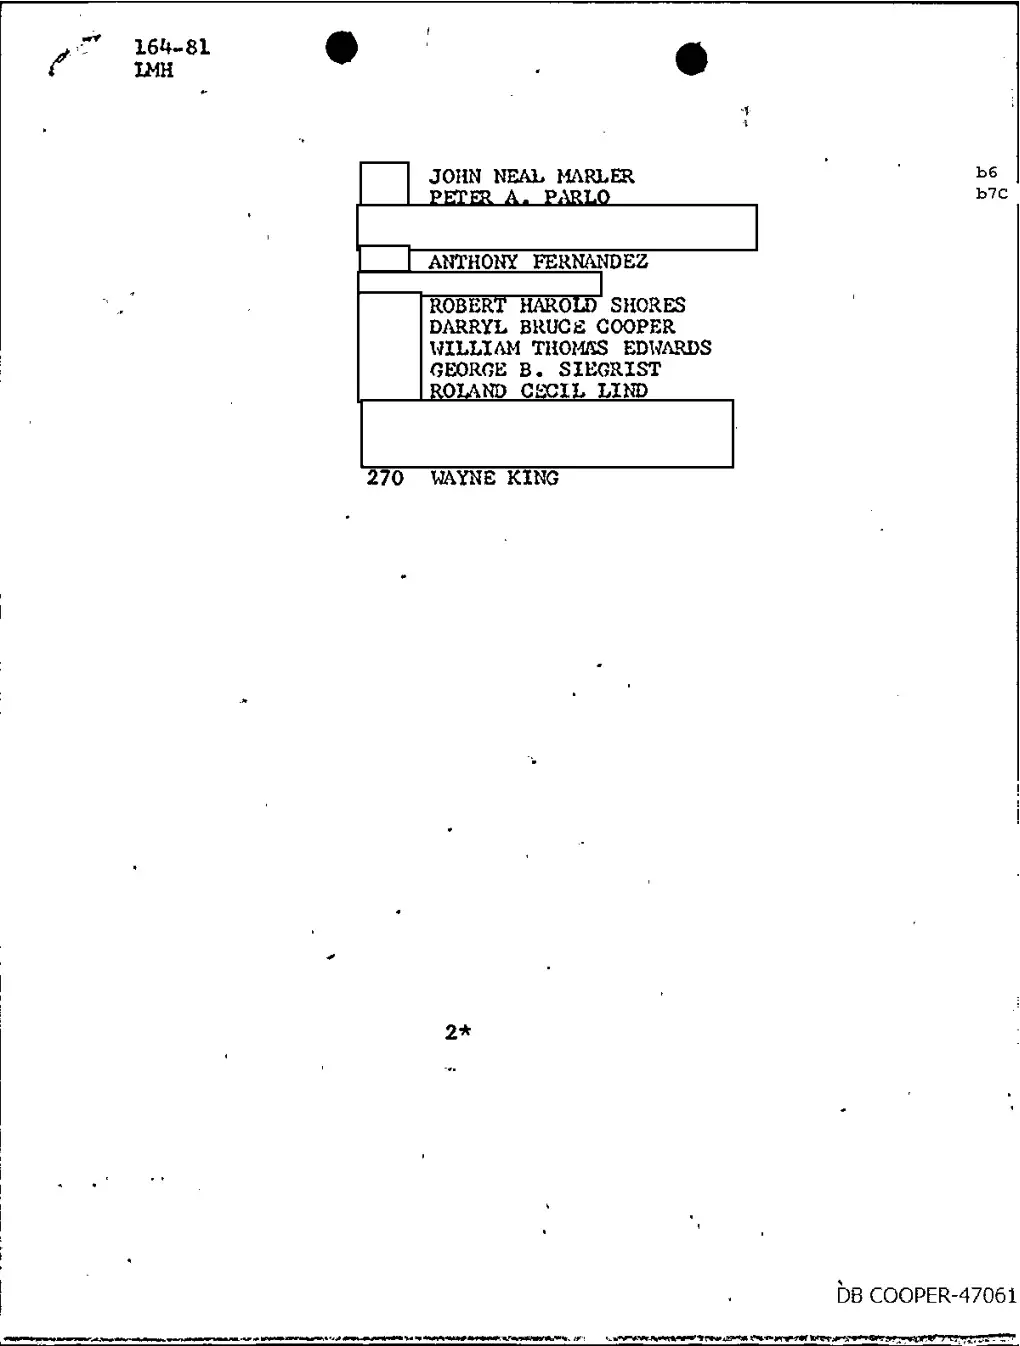 164-81
LMH
JOHN NEAL MARLER
b6
PETER A. PARLO
b7C
ANTHONY FERNANDEZ
ROBERT HAROLD SHORES
DARRYL BRUCE COOPER
WILLIAM THOMAS EDWARDS
GEORGE B. SIEGRIST
ROLAND CECIL LIND
270 WAYNE KING
2*
DB COOPER-47061